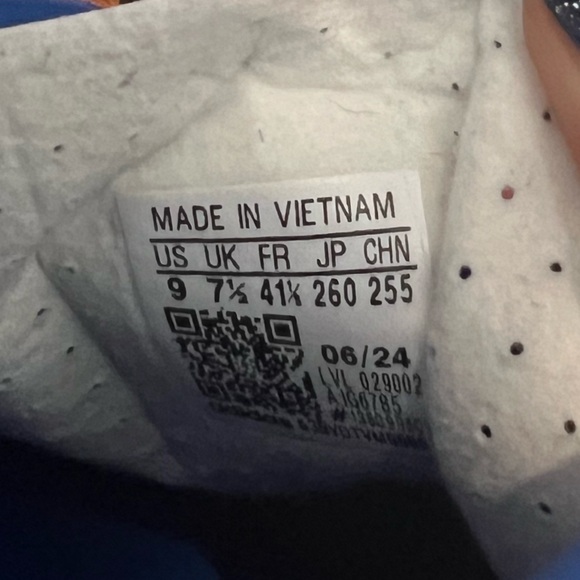 MADE IN VIETNAM
US UK FR JP CHN
9 7½ 41⅓ 260 255
06/24
LVL 029002